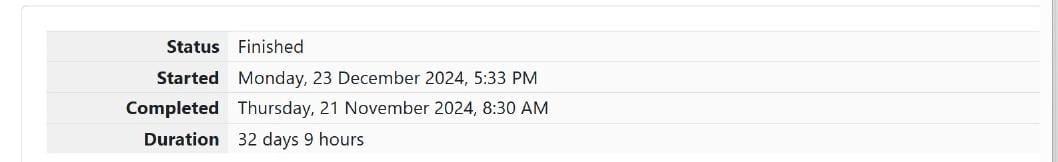 Status Finished
Started Monday, 23 December 2024, 5:33 PM
Completed Thursday, 21 November 2024, 8:30 AM
Duration 32 days 9 hours